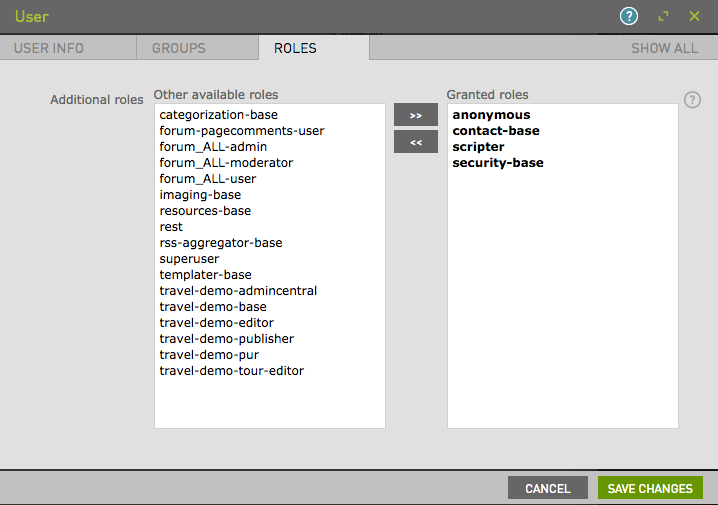 User
?
USER INFO
GROUPS
ROLES
SHOW ALL
Additional roles
Other available roles
categorization-base
forum-pagecomments-user
forum_ALL-admin
forum_ALL-moderator
forum_ALL-user
imaging-base
resources-base
rest
rss-aggregator-base
superuser
templater-base
travel-demo-admincentral
travel-demo-base
travel-demo-editor
travel-demo-publisher
travel-demo-pur
travel-demo-tour-editor
>>
<<
Granted roles
anonymous
contact-base
scripter
security-base
?
CANCEL
SAVE CHANGES